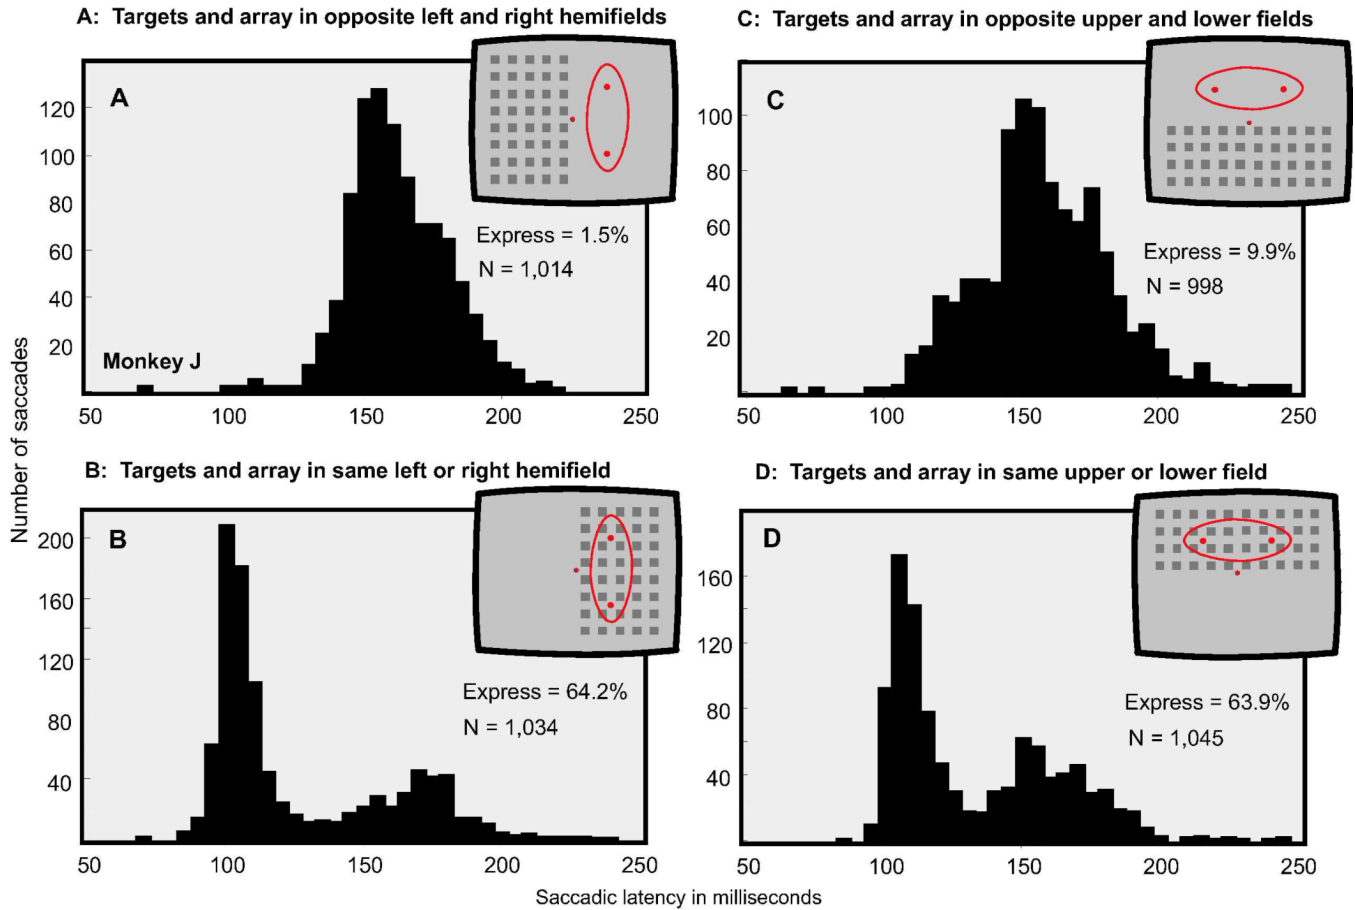 A: Targets and array in opposite left and right hemifields
A
120
100
80
60
40
20
Express = 1.5%
N = 1,014
Monkey J
50
100
150
200
250
C: Targets and array in opposite upper and lower fields
C
100
80
60
40
20
Express = 9.9%
N = 998
50
100
150
200
250
Number of saccades
B: Targets and array in same left or right hemifield
B
200
160
120
80
40
Express = 64.2%
N = 1,034
50
100
150
200
250
D: Targets and array in same upper or lower field
D
160
120
80
40
Express = 63.9%
N = 1,045
50
100
150
200
250
Saccadic latency in milliseconds